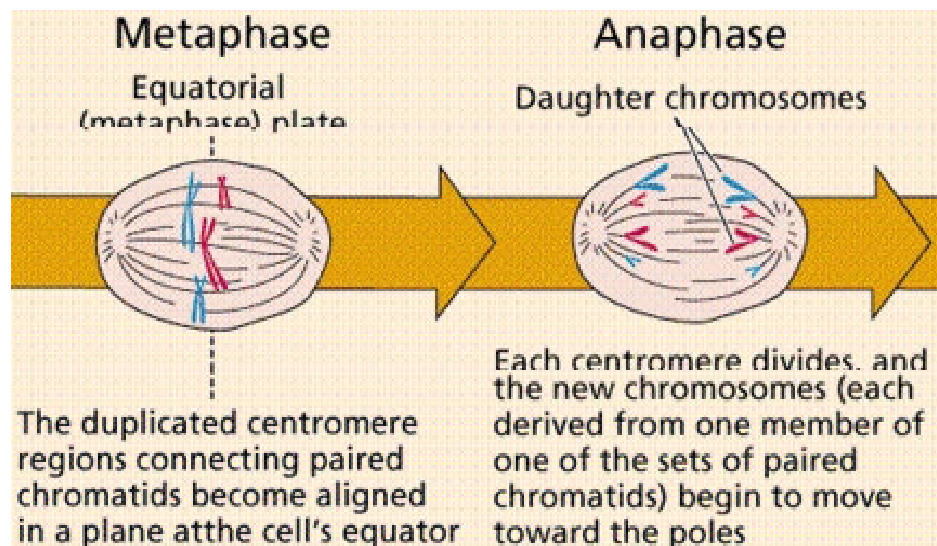 Metaphase
Equatorial
(metaphase) plate
The duplicated centromere
regions connecting paired
chromatids become aligned
in a plane atthe cell's equator
Anaphase
Daughter chromosomes
Each centromere divides, and
the new chromosomes (each
derived from one member of
one of the sets of paired
chromatids) begin to move
toward the poles